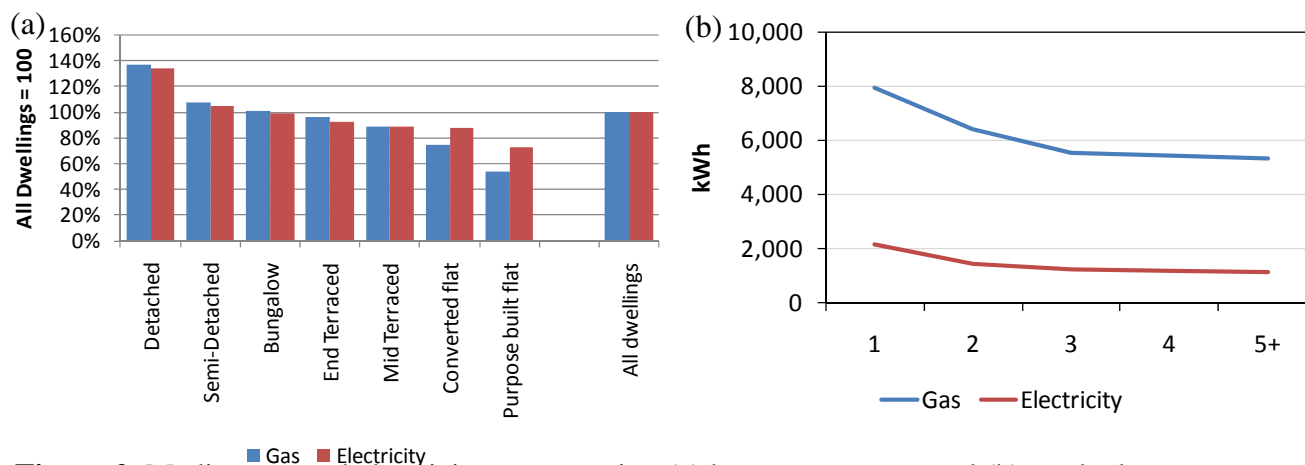 (a)
All Dwellings = 100
160%
140%
120%
100%
80%
60%
40%
20%
0%
Detached
Semi-Detached
Bungalow
End Terraced
Mid Terraced
Converted flat
Purpose built flat
All dwellings
Gas Electricity
(b)
kWh
10,000
8,000
6,000
4,000
2,000
0
1 2 3 4 5+
Gas Electricity